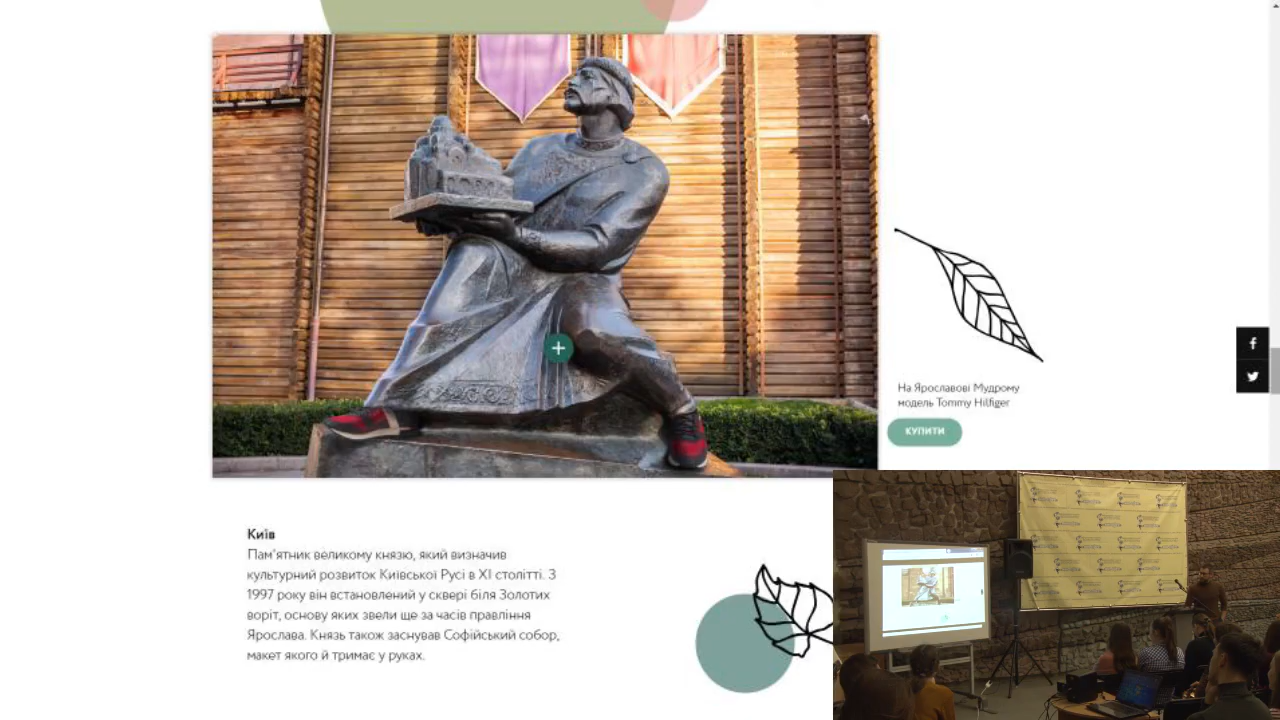 На Ярославові Мудрому
модель Tommy Hilfiger
КУПИТИ
Київ
Пам'ятник великому князю, який визначив
культурний розвиток Київської Русі в XI столітті. З
1997 року він встановлений у сквері біля Золотих
воріт, основу яких звели ще за часів правління
Ярослава. Князь також заснував Софійський собор,
макет якого й тримає у руках.